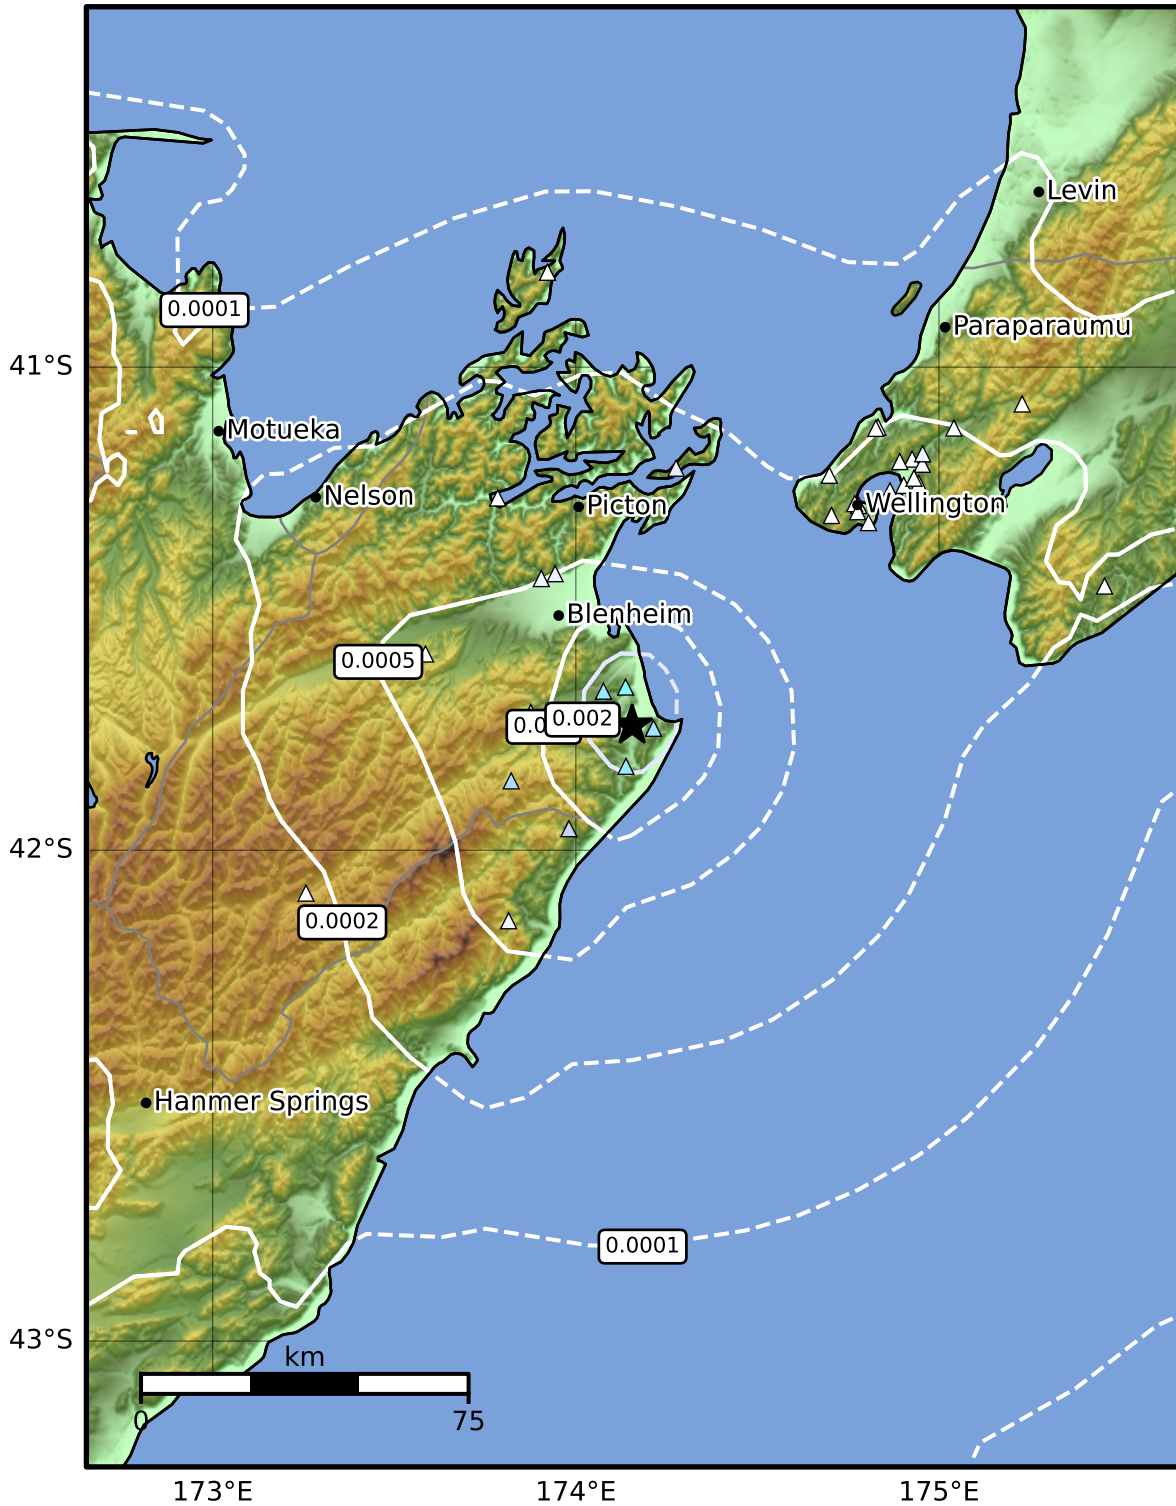 Levin
0.0001
Paraparaumu
41°S
Motueka
Nelson
Picton
Wellington
Blenheim
0.0005
0.002
42°S
0.0002
Hanmer Springs
0.0001
43°S
km
0
75
173°E
174°E
175°E